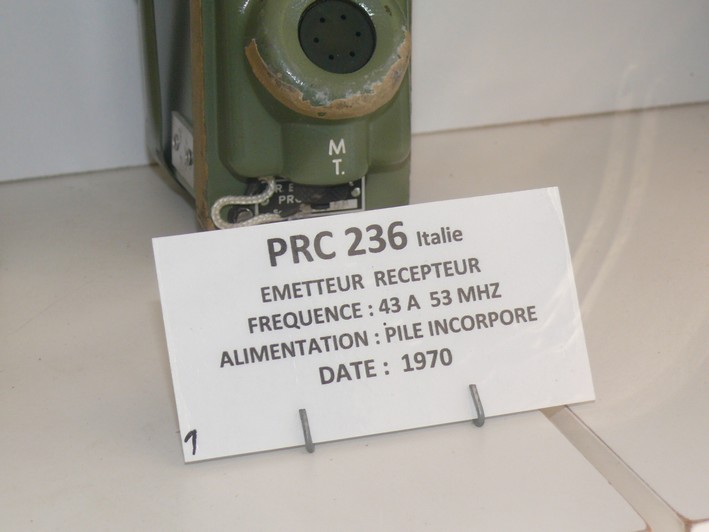 M
T.
PRC 236 Italie
EMETTEUR RECEPTEUR
FREQUENCE : 43 A 53 MHZ
ALIMENTATION : PILE INCORPORE
DATE : 1970
1